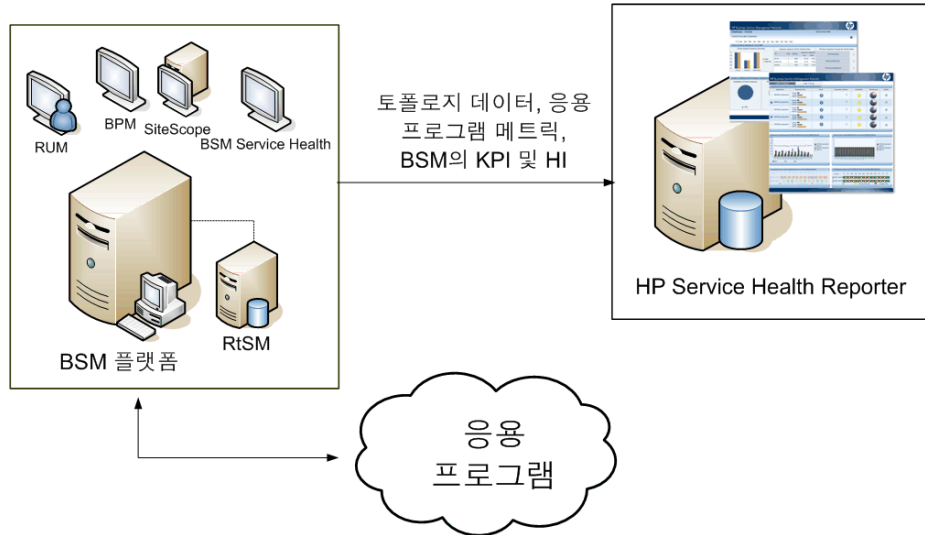 RUM
BPM
SiteScope
BSM Service Health
BSM 플랫폼
RtSM
토폴로지 데이터, 응용
프로그램 메트릭,
BSM의 KPI 및 HI
HP Service Health Reporter
응용
프로그램